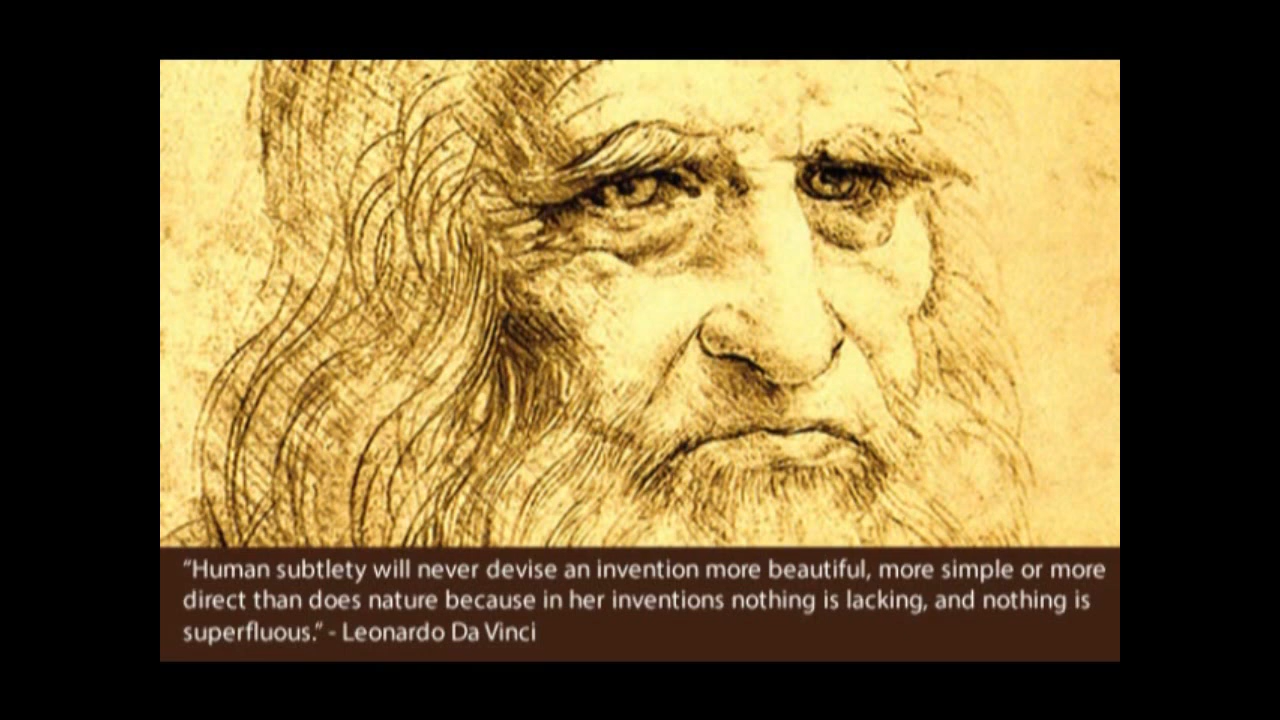 “Human subtlety will never devise an invention more beautiful, more simple or more
direct than does nature because in her inventions nothing is lacking, and nothing is
superfluous.” - Leonardo Da Vinci